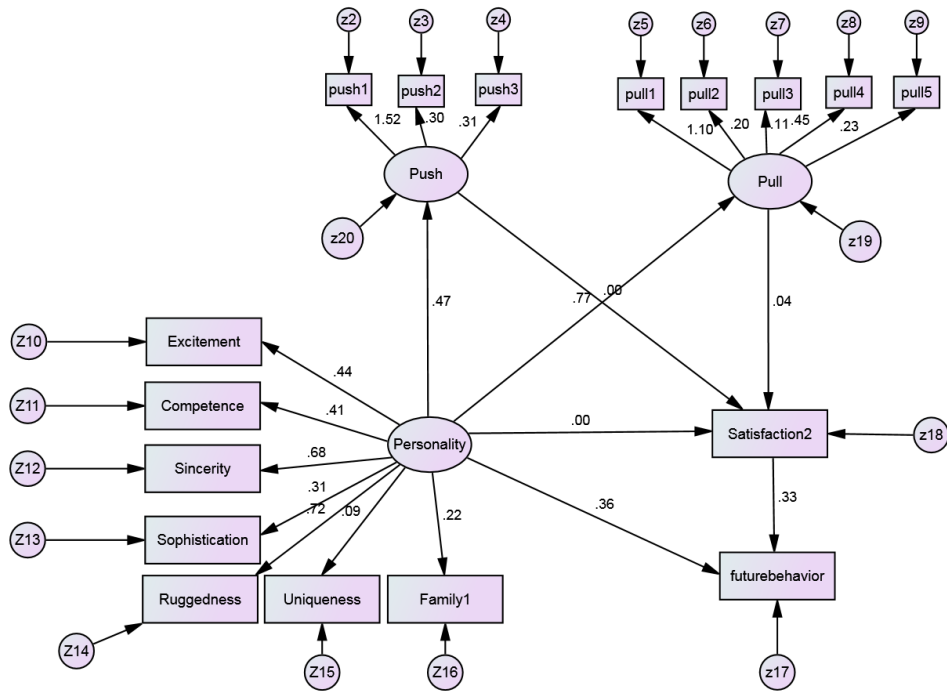 z2
z3
z4
z5
z6
z7
z8
z9
push1
push2
push3
pull1
pull2
pull3
pull4
pull5
1.52
.30
.31
1.10
.20
.11
.45
.23
Push
Pull
z20
z19
.47
.77
.00
.04
Z10
Excitement
.44
Z11
Competence
.41
Personality
.00
Satisfaction2
z18
Z12
Sincerity
.68
.31
.72
.09
.22
.36
.33
Z13
Sophistication
Ruggedness
Uniqueness
Family1
futurebehavior
Z14
Z15
Z16
z17